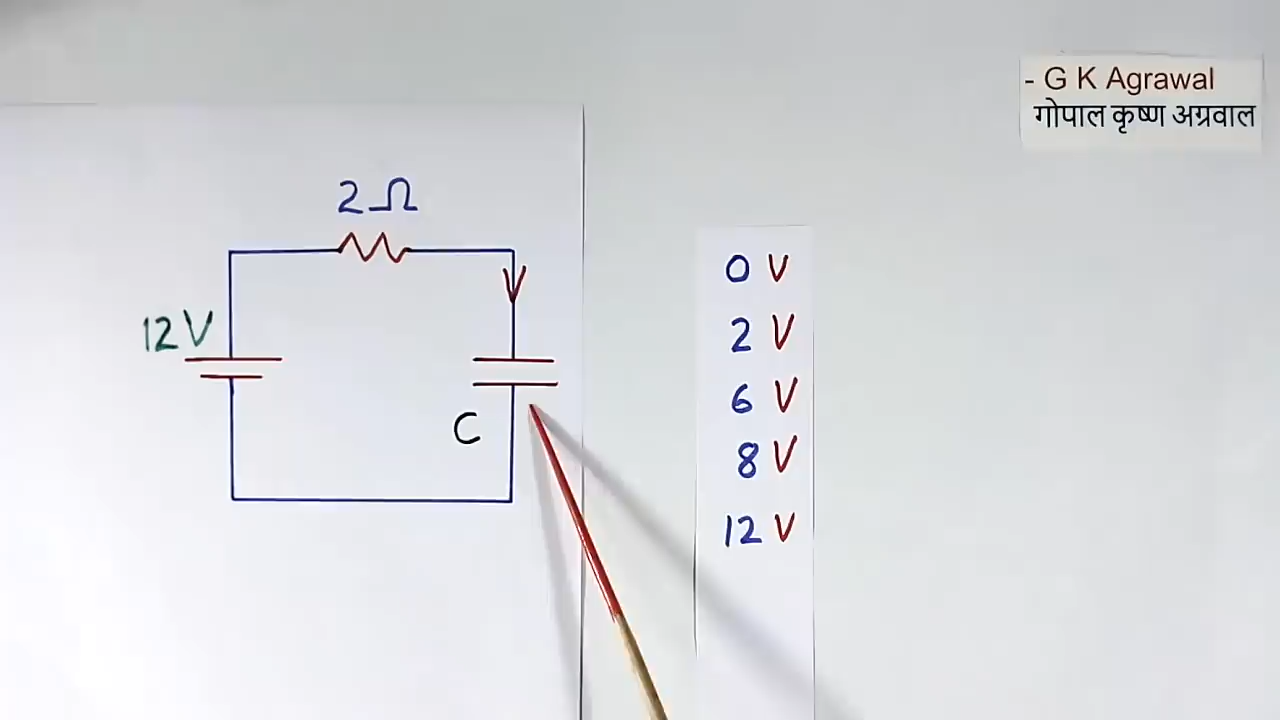 - G K Agrawal
गोपाल कृष्ण अग्रवाल
2 Ω
12 V
C
0 V
2 V
6 V
8 V
12 V